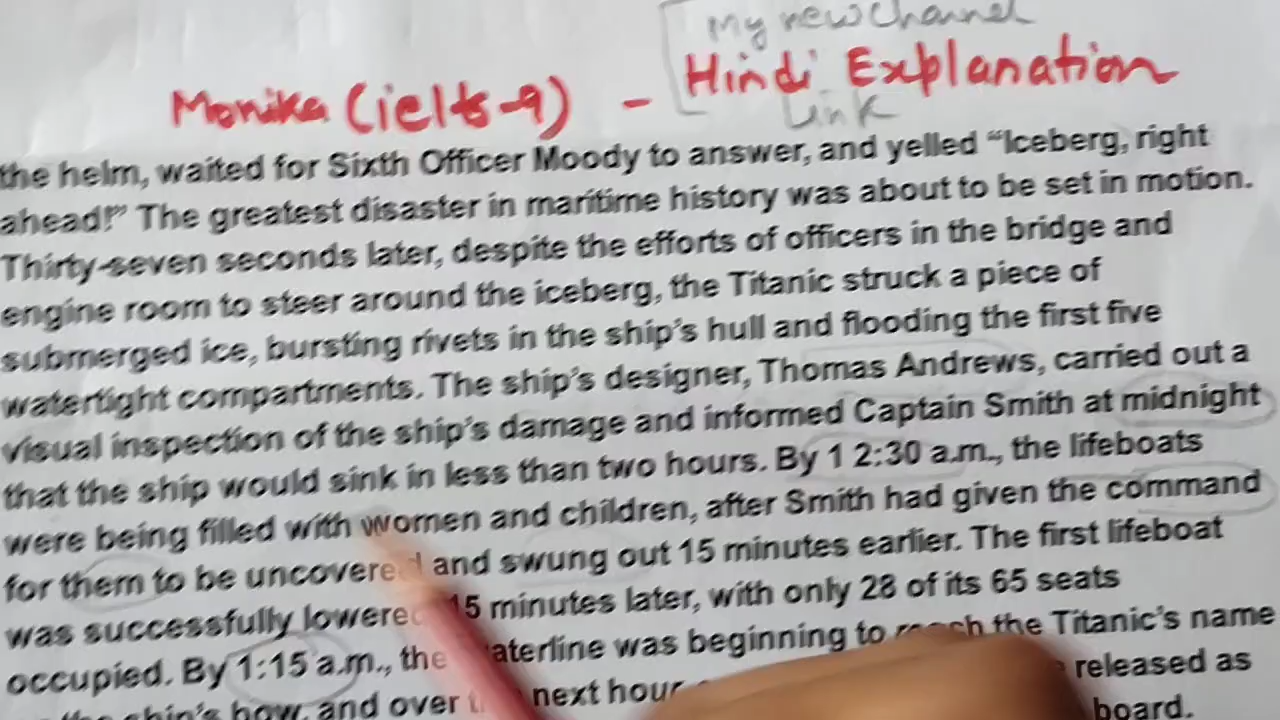 My new channel
Monika (ielts-9) - Hindi Explanation
Link
the helm, waited for Sixth Officer Moody to answer, and yelled “Iceberg, right
ahead!” The greatest disaster in maritime history was about to be set in motion.
Thirty-seven seconds later, despite the efforts of officers in the bridge and
engine room to steer around the iceberg, the Titanic struck a piece of
submerged ice, bursting rivets in the ship’s hull and flooding the first five
watertight compartments. The ship’s designer, Thomas Andrews, carried out a
visual inspection of the ship’s damage and informed Captain Smith at midnight
that the ship would sink in less than two hours. By 1 2:30 a.m., the lifeboats
were being filled with women and children, after Smith had given the command
for them to be uncovered and swung out 15 minutes earlier. The first lifeboat
was successfully lowered 15 minutes later, with only 28 of its 65 seats
occupied. By 1:15 a.m., the waterline was beginning to reach the Titanic’s name
ship’s bow, and over next hour released as
board.